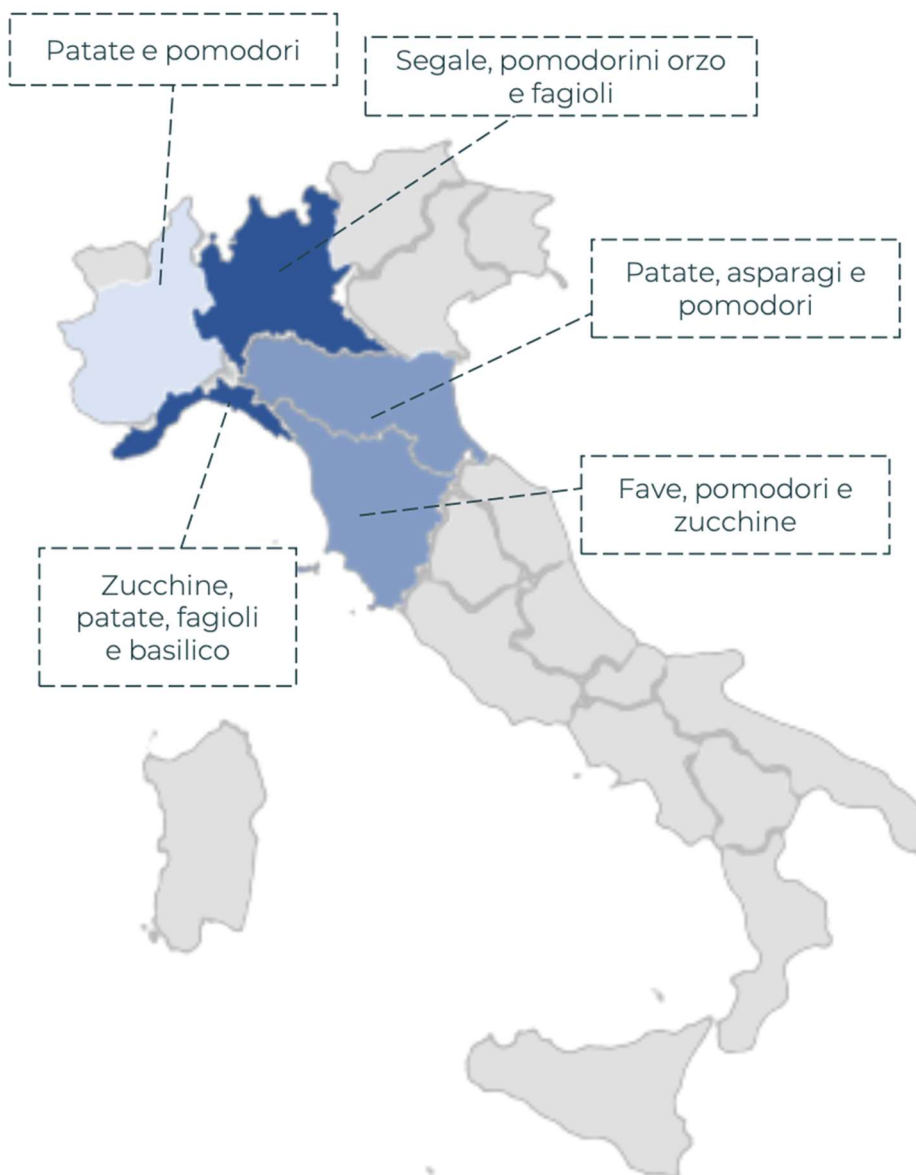 Patate e pomodori
Segale, pomodorini orzo
e fagioli
Patate, asparagi e
pomodori
Fave, pomodori e
zucchine
Zucchine,
patate, fagioli
e basilico